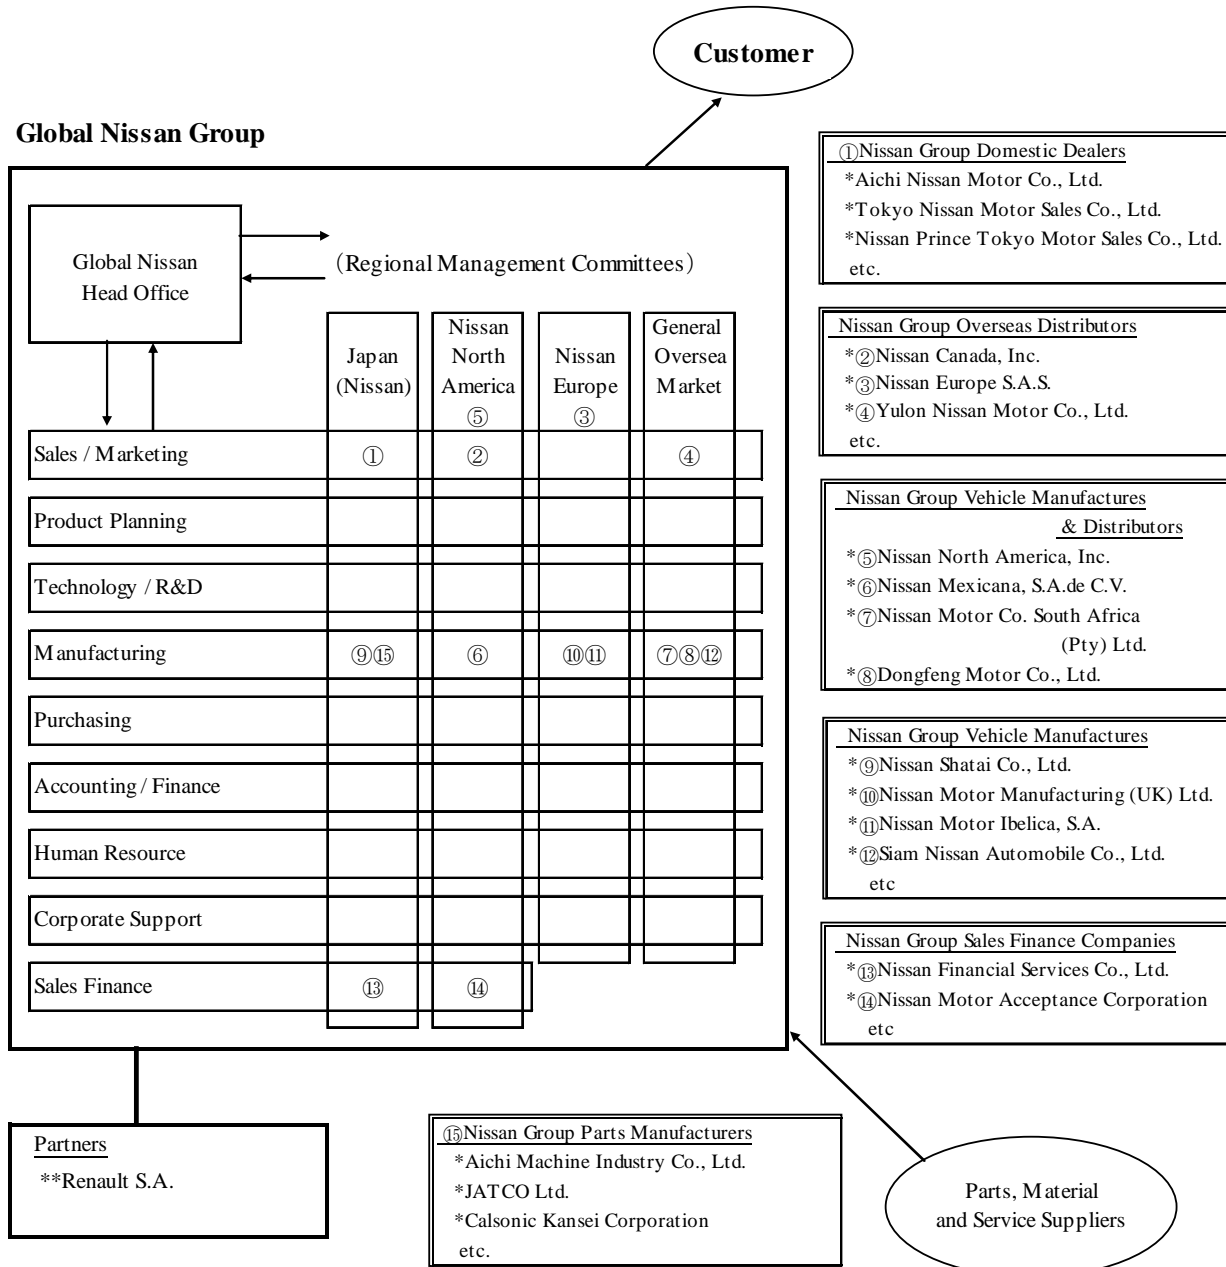 Customer
Global Nissan Group
Global Nissan
Head Office
(Regional Management Committees)
Japan
(Nissan)
Nissan
North
America
⑤
Nissan
Europe
③
General
Oversea
Market
Sales / Marketing ① ② ④
Product Planning
Technology / R&D
Manufacturing ⑨⑮ ⑥ ⑩⑪ ⑦⑧⑫
Purchasing
Accounting / Finance
Human Resource
Corporate Support
Sales Finance ⑬ ⑭
①Nissan Group Domestic Dealers
*Aichi Nissan Motor Co., Ltd.
*Tokyo Nissan Motor Sales Co., Ltd.
*Nissan Prince Tokyo Motor Sales Co., Ltd.
etc.
Nissan Group Overseas Distributors
*②Nissan Canada, Inc.
*③Nissan Europe S.A.S.
*④Yulon Nissan Motor Co., Ltd.
etc.
Nissan Group Vehicle Manufactures
& Distributors
*⑤Nissan North America, Inc.
*⑥Nissan Mexicana, S.A.de C.V.
*⑦Nissan Motor Co. South Africa
(Pty) Ltd.
*⑧Dongfeng Motor Co., Ltd.
Nissan Group Vehicle Manufactures
*⑨Nissan Shatai Co., Ltd.
*⑩Nissan Motor Manufacturing (UK) Ltd.
*⑪Nissan Motor Ibelica, S.A.
*⑫Siam Nissan Automobile Co., Ltd.
etc
Nissan Group Sales Finance Companies
*⑬Nissan Financial Services Co., Ltd.
*⑭Nissan Motor Acceptance Corporation
etc
Partners
**Renault S.A.
⑮Nissan Group Parts Manufacturers
*Aichi Machine Industry Co., Ltd.
*JATCO Ltd.
*Calsonic Kansei Corporation
etc.
Parts, Material
and Service Suppliers